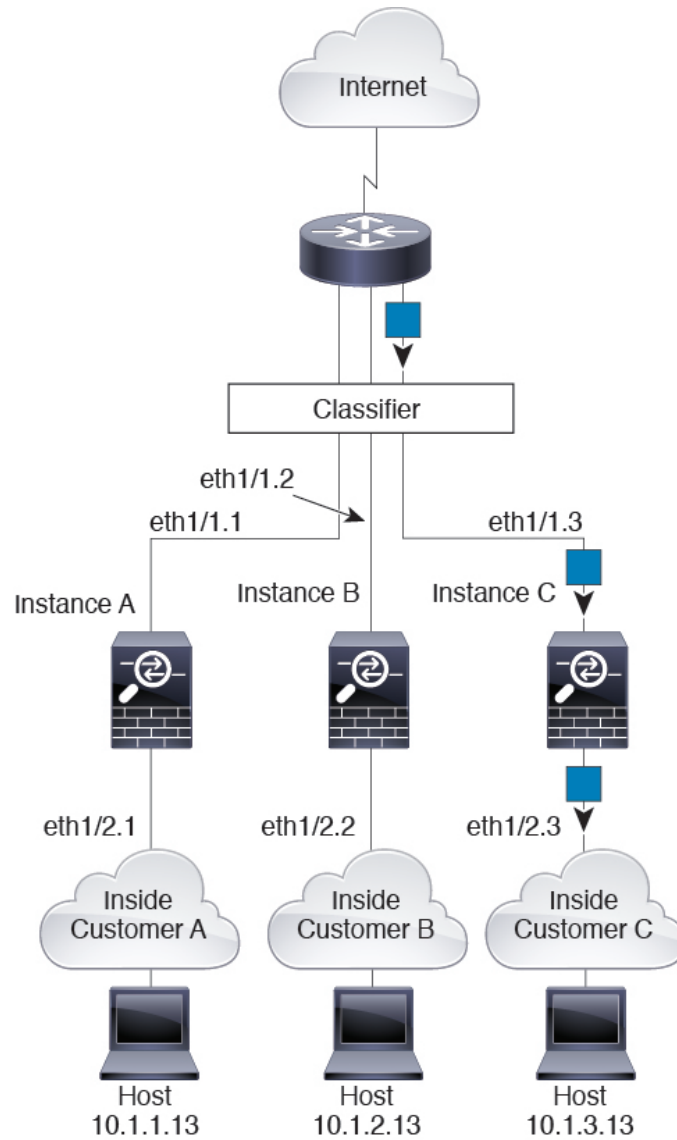 Internet
Classifier
eth1/1.2
eth1/1.1
eth1/1.3
Instance A
Instance B
Instance C
eth1/2.1
eth1/2.2
eth1/2.3
Inside
Customer A
Inside
Customer B
Inside
Customer C
Host
10.1.1.13
Host
10.1.2.13
Host
10.1.3.13